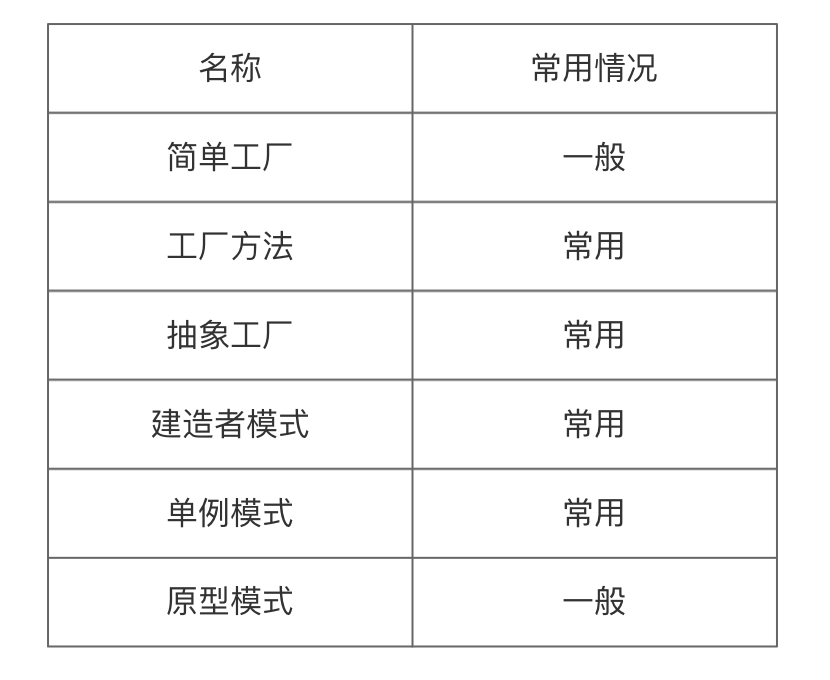 名称 常用情况
简单工厂 一般
工厂方法 常用
抽象工厂 常用
建造者模式 常用
单例模式 常用
原型模式 一般